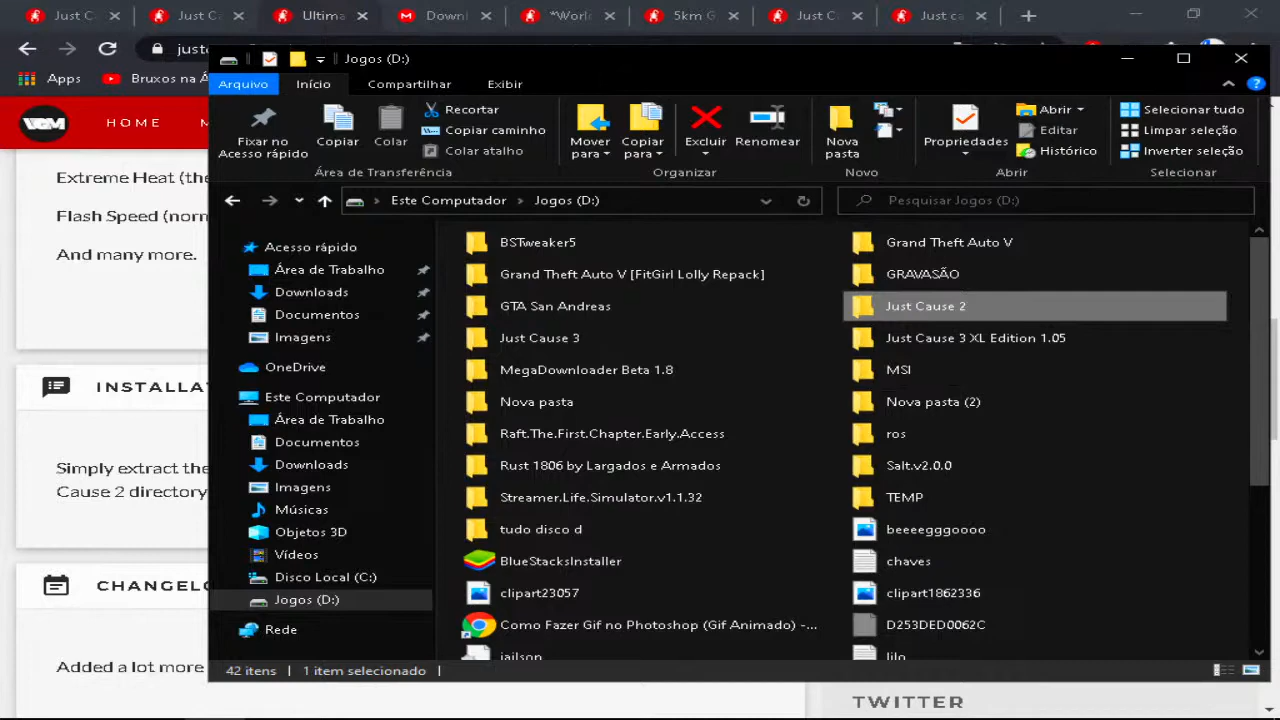 Just C
Just Ca
Ultima
Downl
*Worl
5km G
Just C
Just ca
justc
Apps
Bruxos na Á
VGM
HOME
M
Extreme Heat (the
Flash Speed (norm
And many more.
INSTALLA
Simply extract the
Cause 2 directory
CHANGELO
Added a lot more
TWITTER
Jogos (D:)
Arquivo
Início
Compartilhar
Exibir
Fixar no
Acesso rápido
Copiar
Colar
Recortar
Copiar caminho
Colar atalho
Área de Transferência
Mover
para
Copiar
para
Excluir
Renomear
Organizar
Nova
pasta
Novo
Propriedades
Abrir
Editar
Histórico
Abrir
Selecionar tudo
Limpar seleção
Inverter seleção
Selecionar
Este Computador
Jogos (D:)
Pesquisar Jogos (D:)
Acesso rápido
Área de Trabalho
Downloads
Documentos
Imagens
OneDrive
Este Computador
Área de Trabalho
Documentos
Downloads
Imagens
Músicas
Objetos 3D
Vídeos
Disco Local (C:)
Jogos (D:)
Rede
BSTweaker5
Grand Theft Auto V
Grand Theft Auto V [FitGirl Lolly Repack]
GRAVASÃO
GTA San Andreas
Just Cause 2
Just Cause 3
Just Cause 3 XL Edition 1.05
MegaDownloader Beta 1.8
MSI
Nova pasta
Nova pasta (2)
Raft.The.First.Chapter.Early.Access
ros
Rust 1806 by Largados e Armados
Salt.v2.0.0
Streamer.Life.Simulator.v1.1.32
TEMP
tudo disco d
beeeegggoooo
BlueStacksInstaller
chaves
clipart23057
clipart1862336
Como Fazer Gif no Photoshop (Gif Animado) -...
D253DED0062C
jailson
lilo
42 itens
1 item selecionado